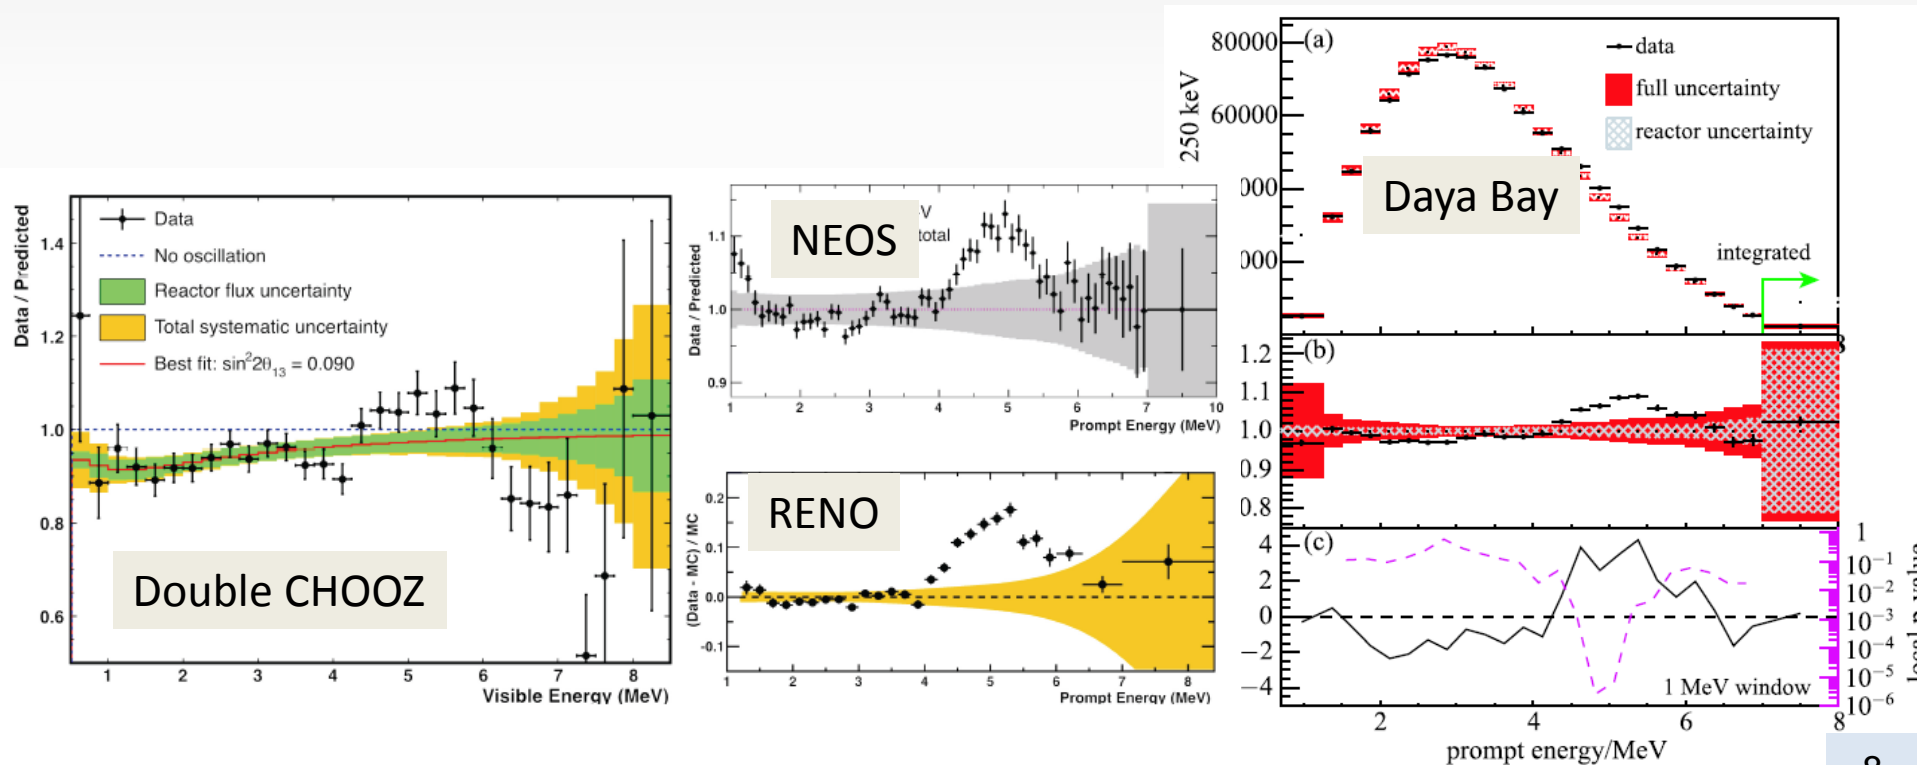 Data / Predicted
1.4
1.2
1.0
0.8
0.6
Data
No oscillation
Reactor flux uncertainty
Total systematic uncertainty
Best fit: sin²2θ₁₃ = 0.090
Double CHOOZ
1 2 3 4 5 6 7 8
Visible Energy (MeV)
Data / Predicted
1.1
1.0
0.9
NEOS
V
total
1 2 3 4 5 6 7 10
Prompt Energy (MeV)
(Data - MC) / MC
0.2
0.1
0.0
-0.1
RENO
1 2 3 4 5 6 7 8
Prompt Energy (MeV)
250 keV
80000
60000
000
000
(a)
data
full uncertainty
reactor uncertainty
Daya Bay
integrated
(b)
1.2
1.1
1.0
0.9
0.8
(c)
4
2
0
−2
−4
1 MeV window
1
10⁻¹
10⁻²
10⁻³
10⁻⁴
10⁻⁵
10⁻⁶
local p-value
2 4 6 8
prompt energy/MeV